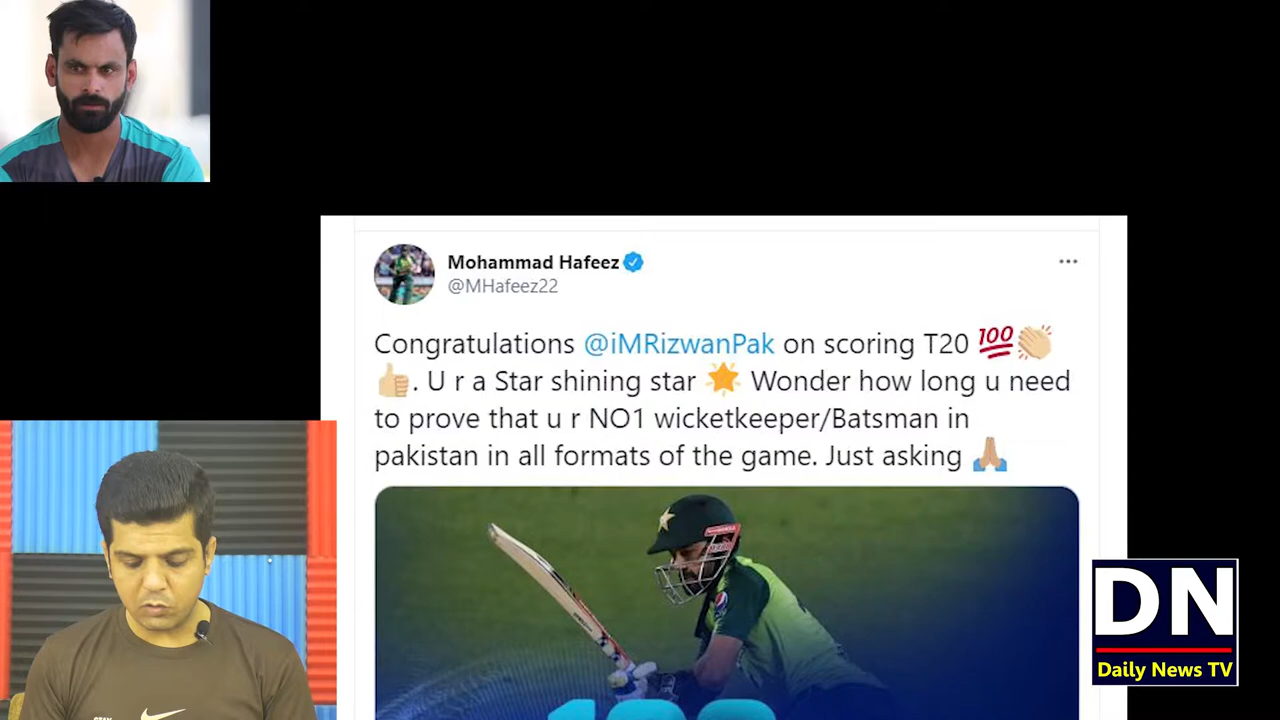 Mohammad Hafeez
@MHafeez22
Congratulations @iMRizwanPak on scoring T20 💯👏🏼
👍🏼. U r a Star shining star 🌟 Wonder how long u need
to prove that u r NO1 wicketkeeper/Batsman in
pakistan in all formats of the game. Just asking 🙏🏽
100
DN
Daily News TV